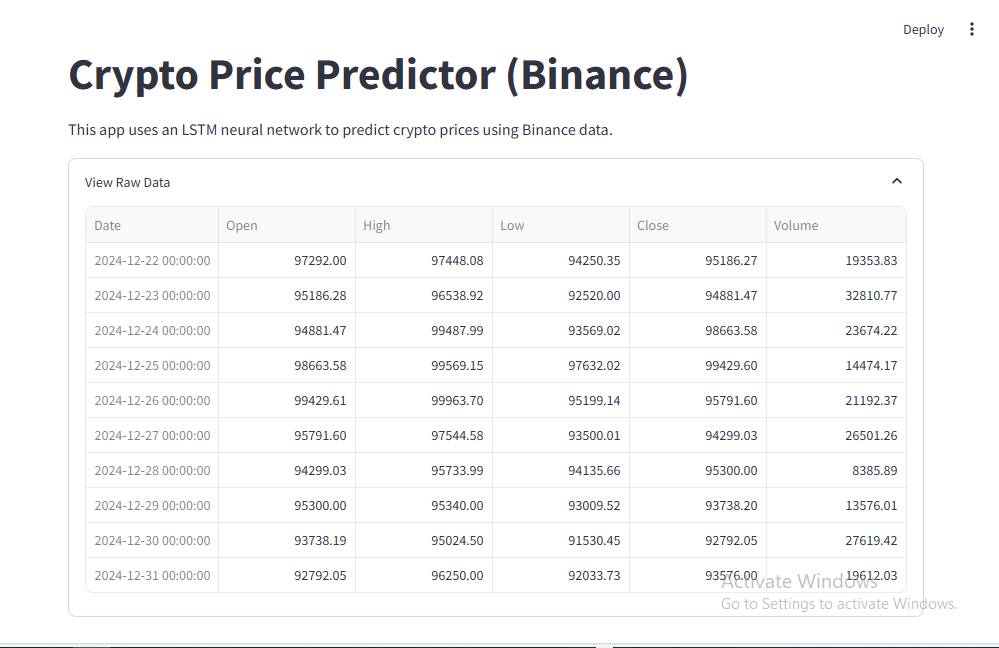 Deploy
Crypto Price Predictor (Binance)
This app uses an LSTM neural network to predict crypto prices using Binance data.
View Raw Data
Date Open High Low Close Volume
2024-12-22 00:00:00 97292.00 97448.08 94250.35 95186.27 19353.83
2024-12-23 00:00:00 95186.28 96538.92 92520.00 94881.47 32810.77
2024-12-24 00:00:00 94881.47 99487.99 93569.02 98663.58 23674.22
2024-12-25 00:00:00 98663.58 99569.15 97632.02 99429.60 14474.17
2024-12-26 00:00:00 99429.61 99963.70 95199.14 95791.60 21192.37
2024-12-27 00:00:00 95791.60 97544.58 93500.01 94299.03 26501.26
2024-12-28 00:00:00 94299.03 95733.99 94135.66 95300.00 8385.89
2024-12-29 00:00:00 95300.00 95340.00 93009.52 93738.20 13576.01
2024-12-30 00:00:00 93738.19 95024.50 91530.45 92792.05 27619.42
2024-12-31 00:00:00 92792.05 96250.00 92033.73 93576.00 19612.03
Activate Windows
Go to Settings to activate Windows.